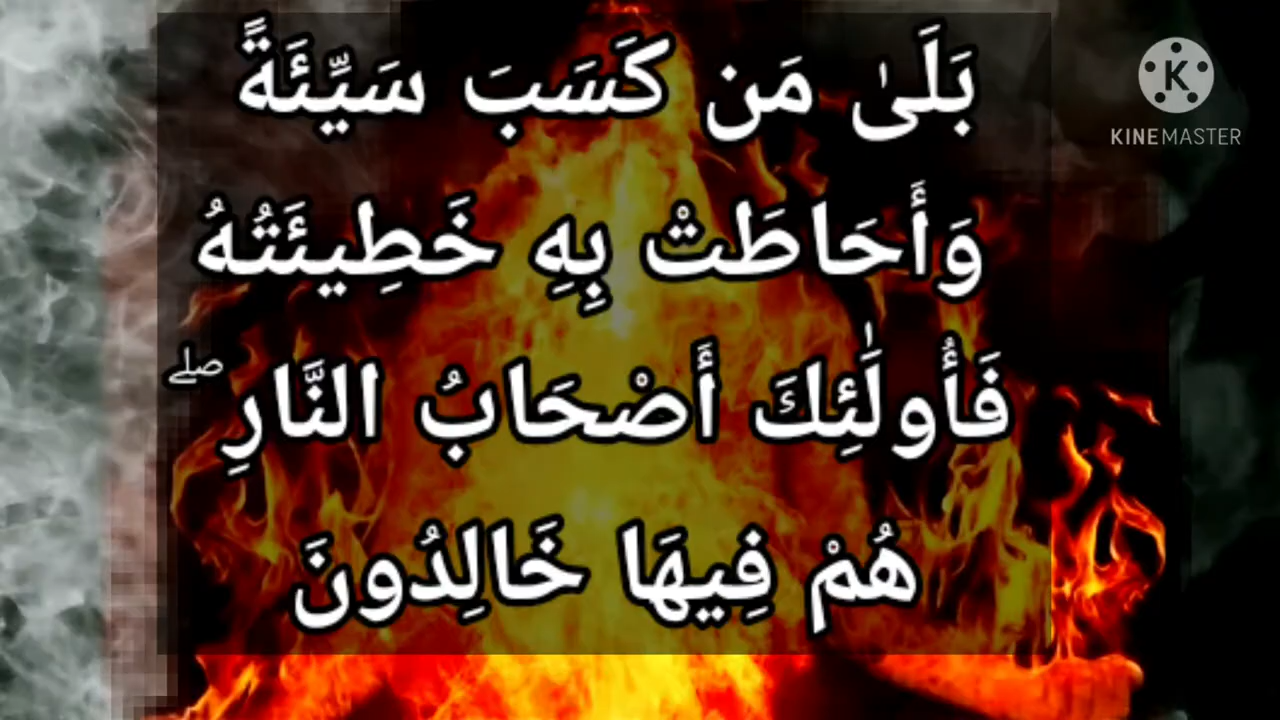 بَلَىٰ مَن كَسَبَ سَيِّئَةً
وَأَحَاطَتْ بِهِ خَطِيئَتُهُ
فَأُولَٰئِكَ أَصْحَابُ النَّارِ ۖ
هُمْ فِيهَا خَالِدُونَ
K
KINEMASTER